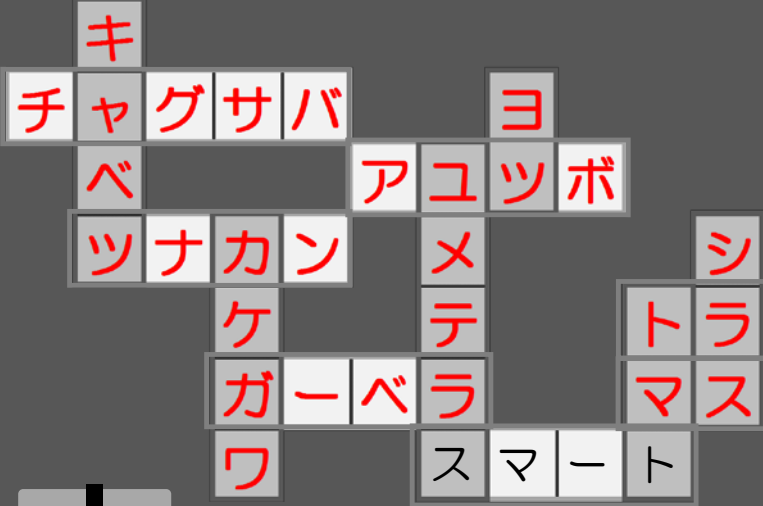 キ
チャグサバ
ヨ
ベ
アユツボ
ツナカン
メ
シ
ケ
テ
トラ
ガーベラ
マス
ワ
スマート